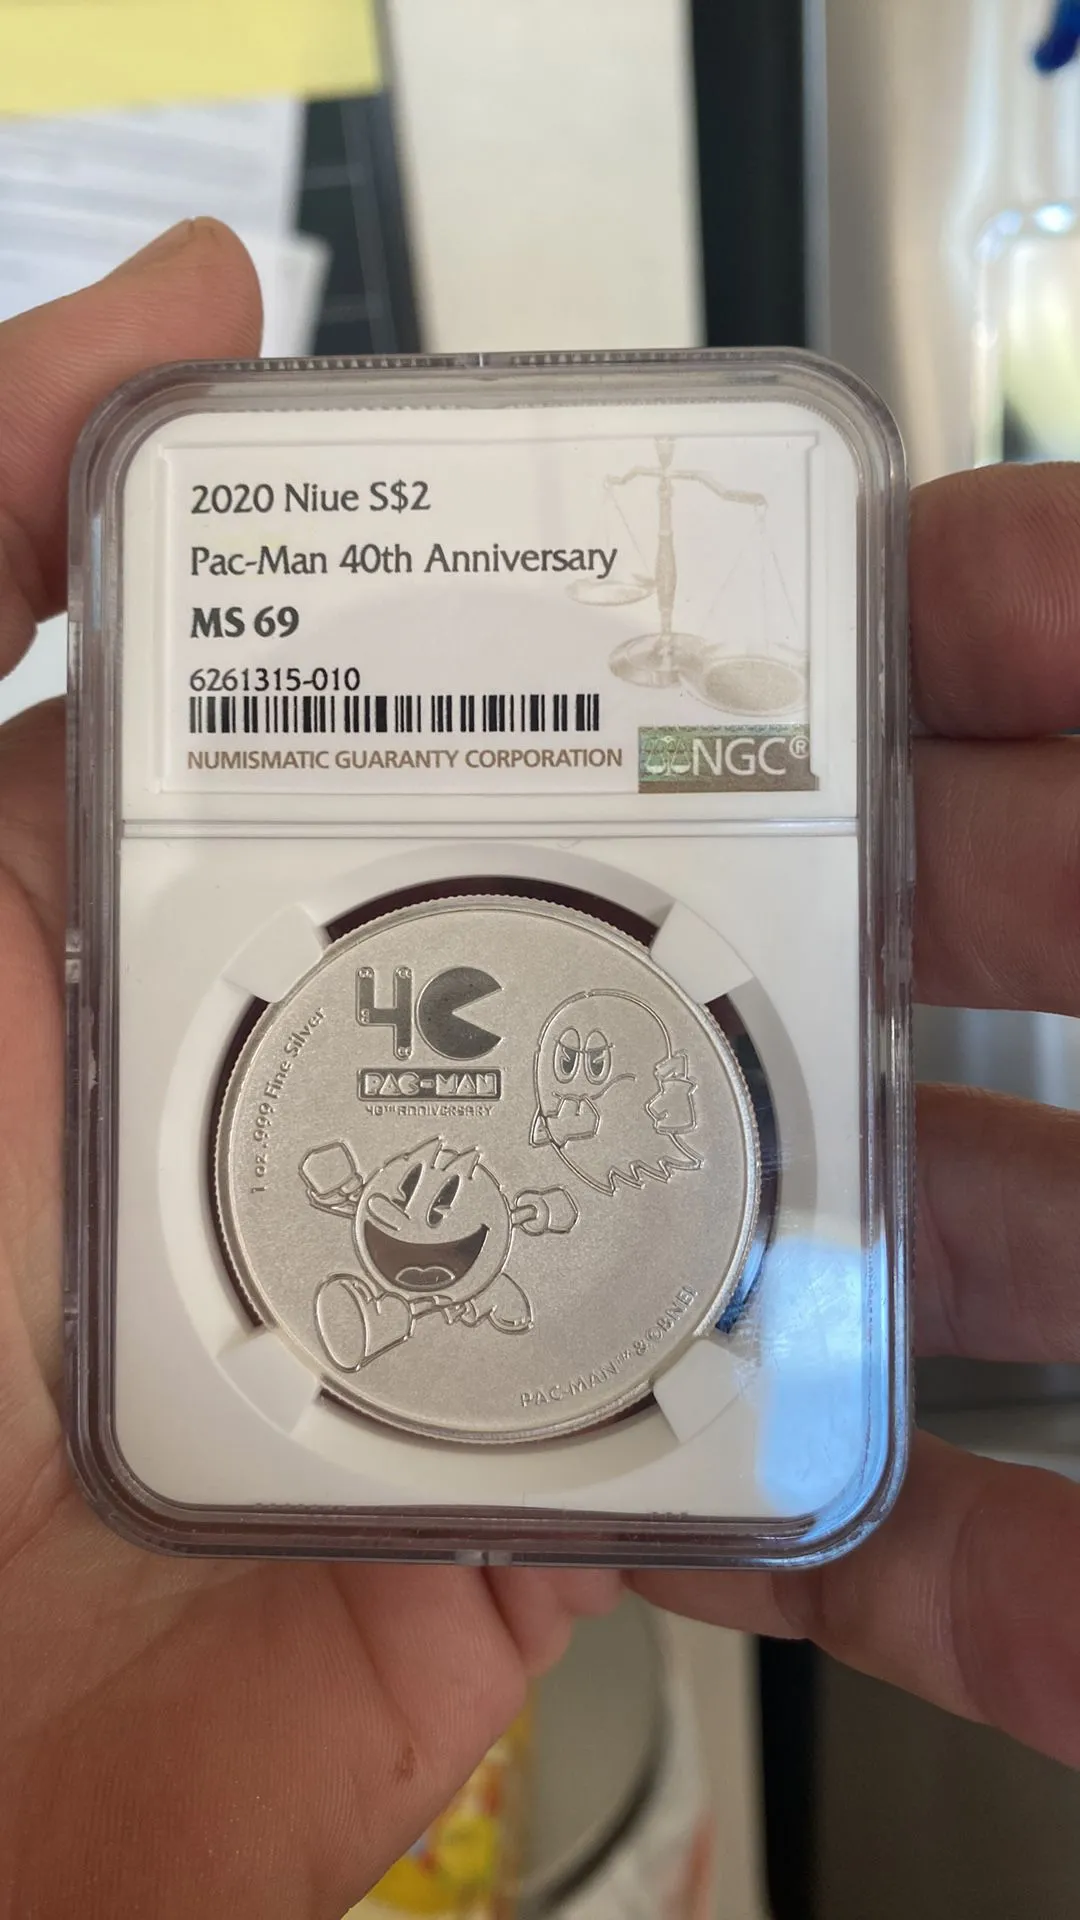 2020 Niue S$2
Pac-Man 40th Anniversary
MS 69
6261315-010
NUMISMATIC GUARANTY CORPORATION
NGC®
1 oz .999 Fine Silver
40
PAC-MAN
40TH ANNIVERSARY
PAC-MAN™ & ©BNEI